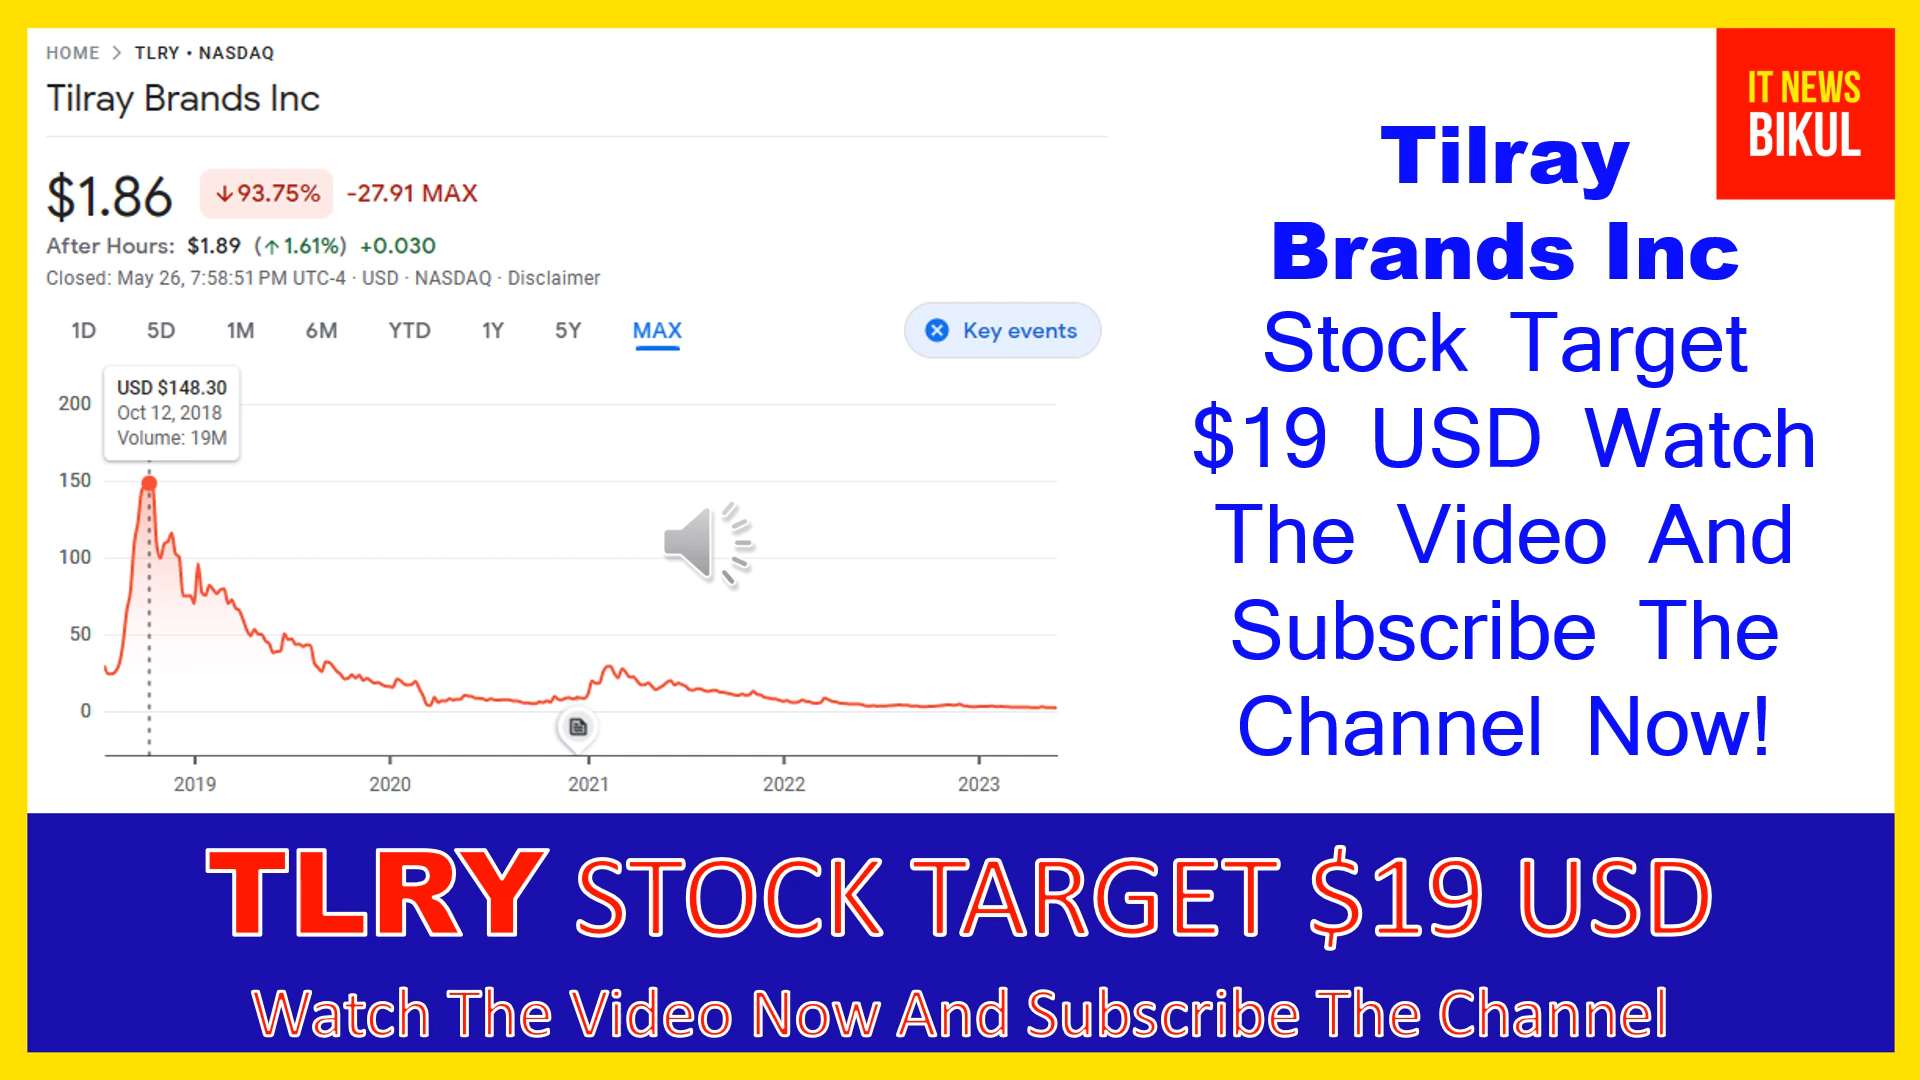 HOME > TLRY • NASDAQ
Tilray Brands Inc
$1.86 ↓93.75% -27.91 MAX
After Hours: $1.89 (↑1.61%) +0.030
Closed: May 26, 7:58:51 PM UTC-4 · USD · NASDAQ · Disclaimer
1D 5D 1M 6M YTD 1Y 5Y MAX Key events
USD $148.30
Oct 12, 2018
Volume: 19M
200
150
100
50
0
2019 2020 2021 2022 2023
IT NEWS
BIKUL
Tilray
Brands Inc
Stock Target
$19 USD Watch
The Video And
Subscribe The
Channel Now!
TLRY STOCK TARGET $19 USD
Watch The Video Now And Subscribe The Channel